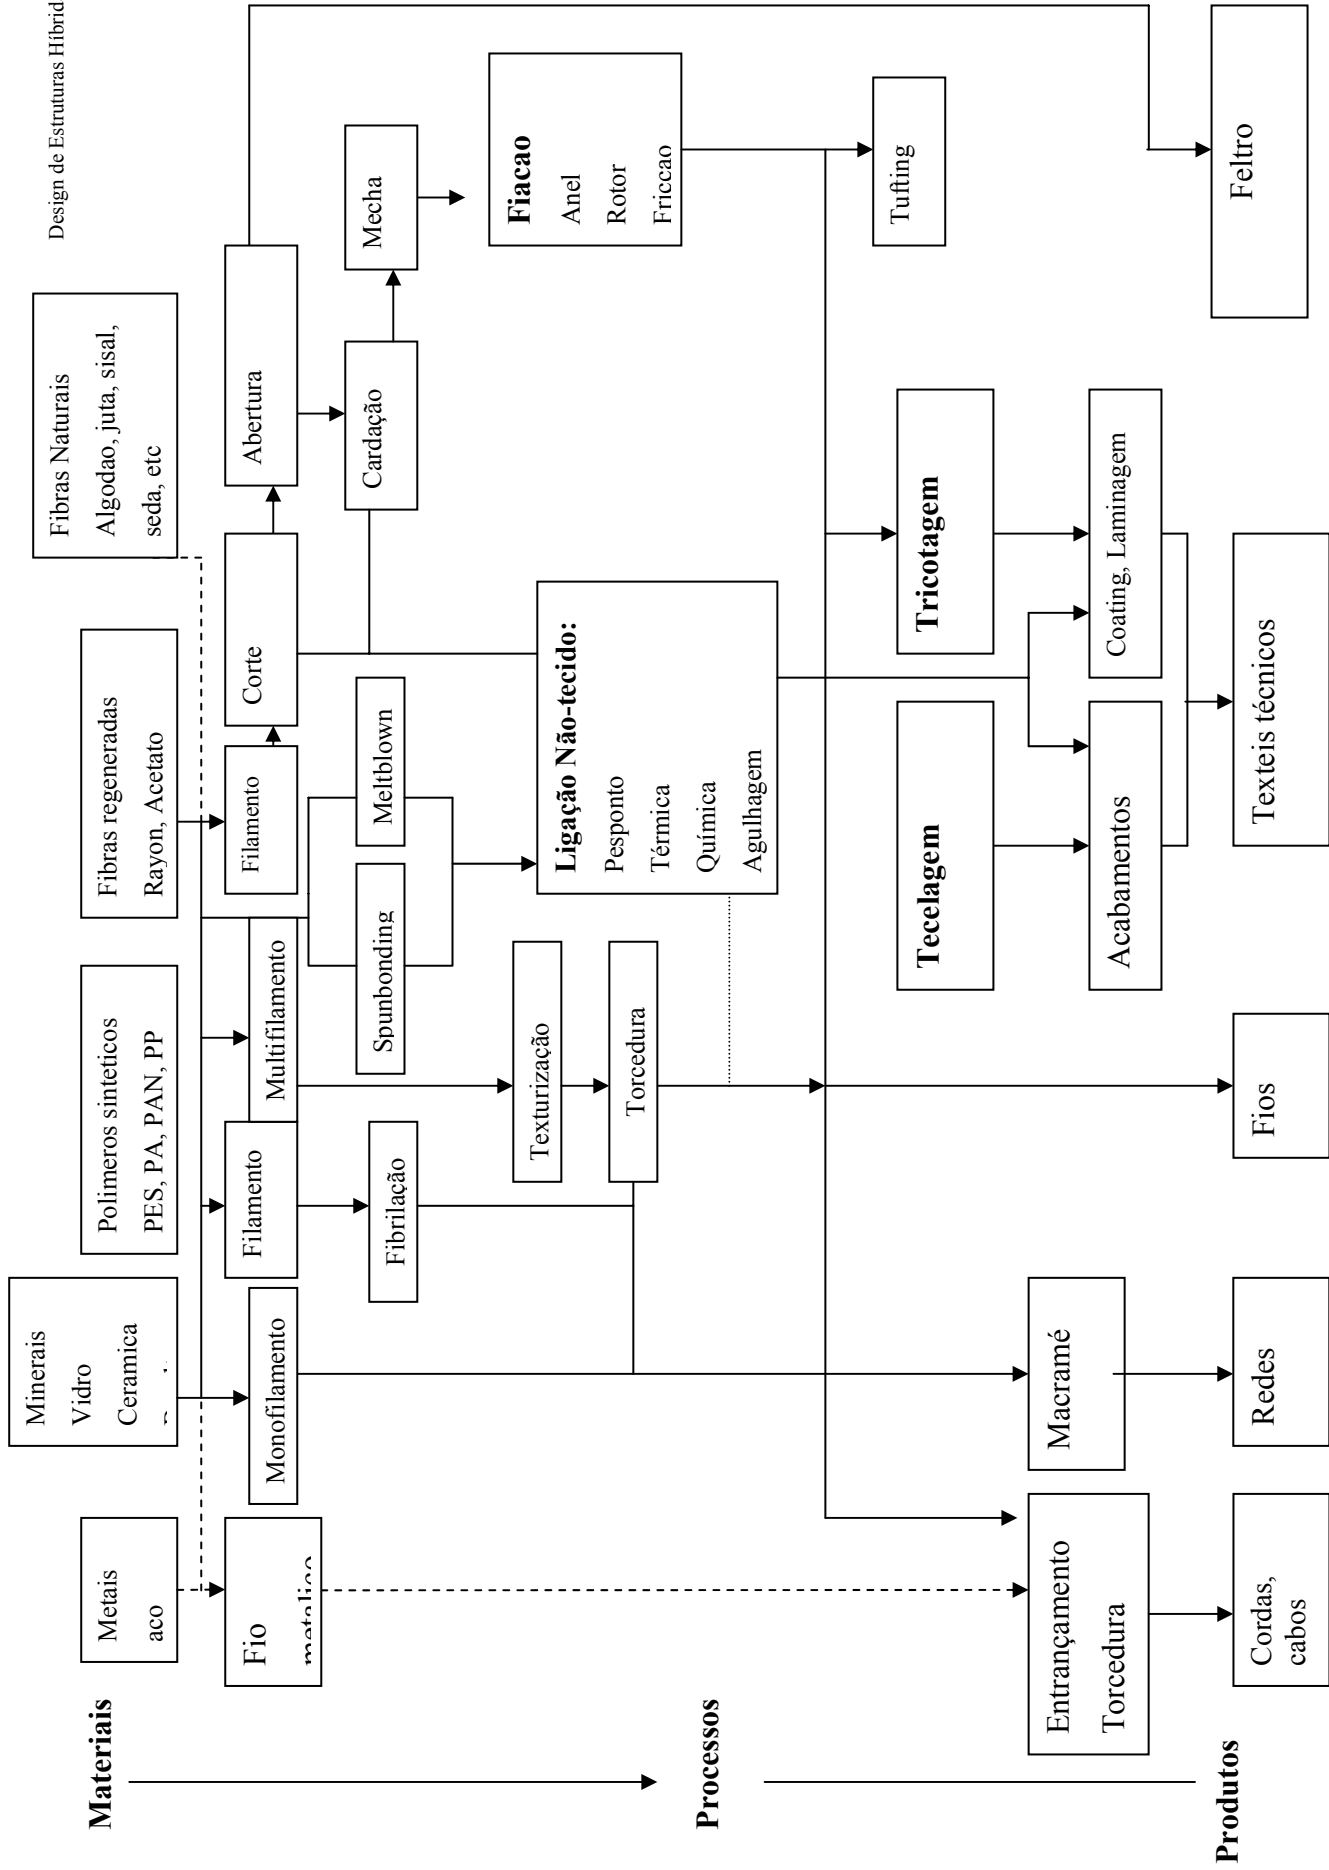 Design de Estruturas Híbrid
Materiais
Metais
aco
Minerais
Vidro
Ceramica
Polimeros sinteticos
PES, PA, PAN, PP
Fibras regeneradas
Rayon, Acetato
Fibras Naturais
Algodao, juta, sisal,
seda, etc
Fio
metalico
Monofilamento
Filamento
Multifilamento
Filamento
Corte
Abertura
Fibrilação
Spunbonding
Meltblown
Cardação
Mecha
Processos
Texturização
Torcedura
Ligação Não-tecido:
Pesponto
Térmica
Química
Agulhagem
Fiacao
Anel
Rotor
Friccao
Tecelagem
Tricotagem
Tufting
Entrançamento
Torcedura
Macramé
Acabamentos
Coating, Laminagem
Produtos
Cordas,
cabos
Redes
Fios
Texteis técnicos
Feltro